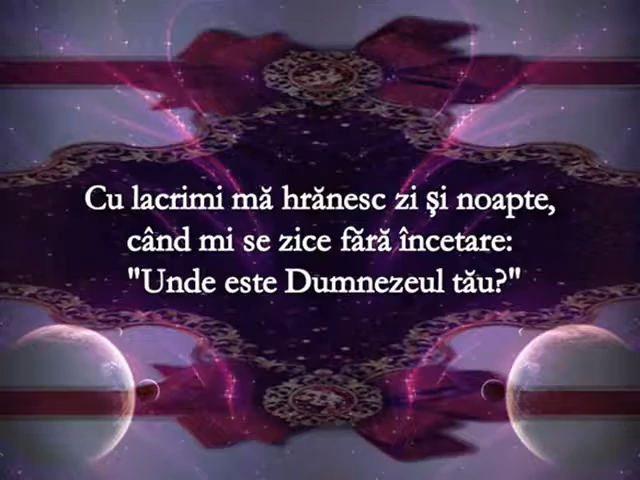 Cu lacrimi mă hrănesc zi și noapte,
când mi se zice fără încetare:
"Unde este Dumnezeul tău?"